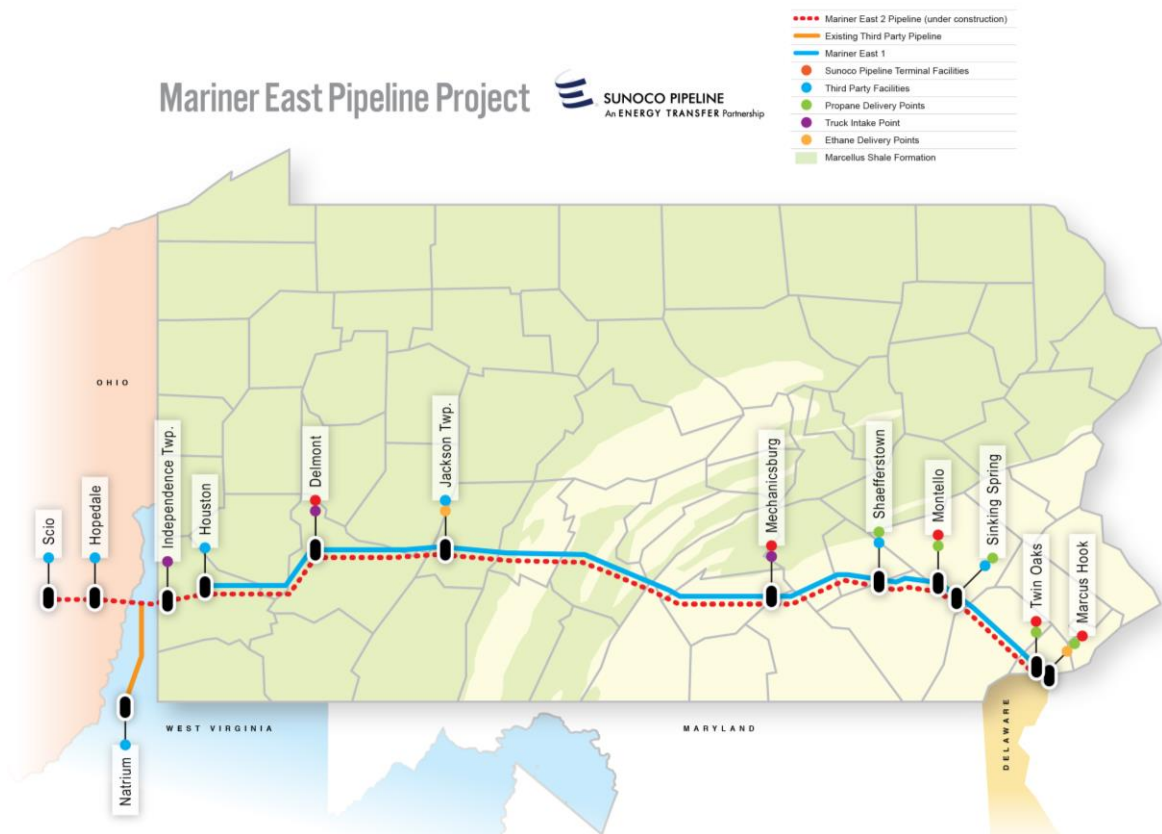 Mariner East 2 Pipeline (under construction)
Existing Third Party Pipeline
Mariner East 1
Sunoco Pipeline Terminal Facilities
Third Party Facilities
Propane Delivery Points
Truck Intake Point
Ethane Delivery Points
Marcellus Shale Formation
Mariner East Pipeline Project
SUNOCO PIPELINE
An ENERGY TRANSFER Partnership
OHIO
Scio
Hopedale
Independence Twp.
Houston
Delmont
Jackson Twp.
Mechanicsburg
Shaefferstown
Montello
Sinking Spring
Twin Oaks
Marcus Hook
Natrium
WEST VIRGINIA
MARYLAND
DELAWARE